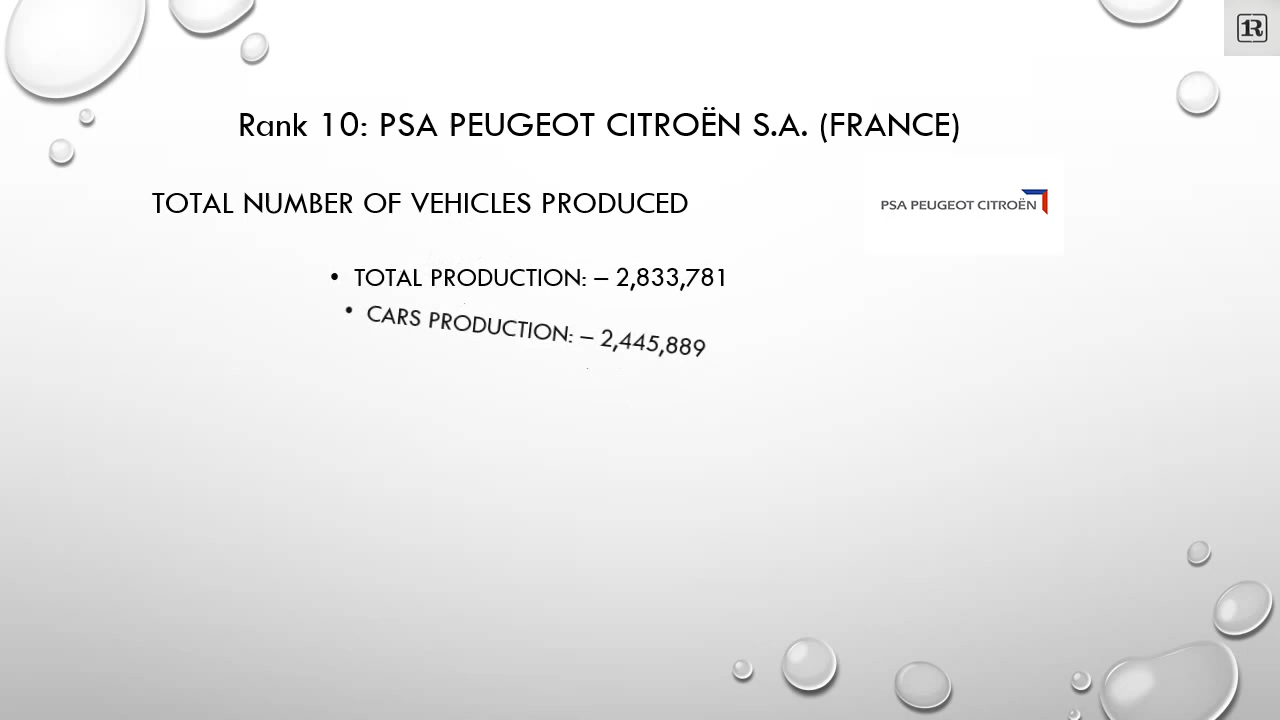 Rank 10: PSA PEUGEOT CITROËN S.A. (FRANCE)
TOTAL NUMBER OF VEHICLES PRODUCED
PSA PEUGEOT CITROËN
• TOTAL PRODUCTION: – 2,833,781
• CARS PRODUCTION: – 2,445,889
1R